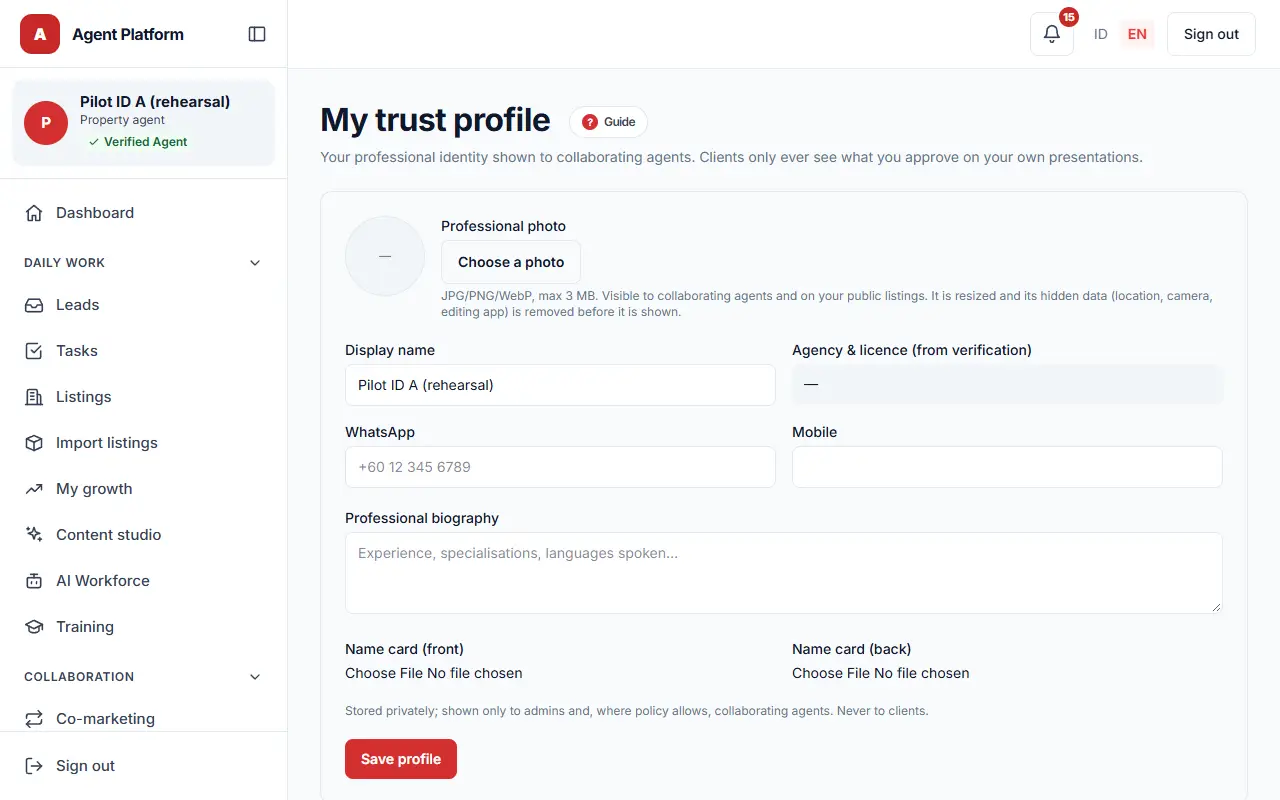 A
Agent Platform
P
Pilot ID A (rehearsal)
Property agent
Verified Agent
Dashboard
DAILY WORK
Leads
Tasks
Listings
Import listings
My growth
Content studio
AI Workforce
Training
COLLABORATION
Co-marketing
Sign out
15
ID
EN
Sign out
My trust profile
? Guide
Your professional identity shown to collaborating agents. Clients only ever see what you approve on your own presentations.
—
Professional photo
Choose a photo
JPG/PNG/WebP, max 3 MB. Visible to collaborating agents and on your public listings. It is resized and its hidden data (location, camera,
editing app) is removed before it is shown.
Display name
Pilot ID A (rehearsal)
Agency & licence (from verification)
—
WhatsApp
+60 12 345 6789
Mobile
Professional biography
Experience, specialisations, languages spoken...
Name card (front)
Choose File No file chosen
Name card (back)
Choose File No file chosen
Stored privately; shown only to admins and, where policy allows, collaborating agents. Never to clients.
Save profile